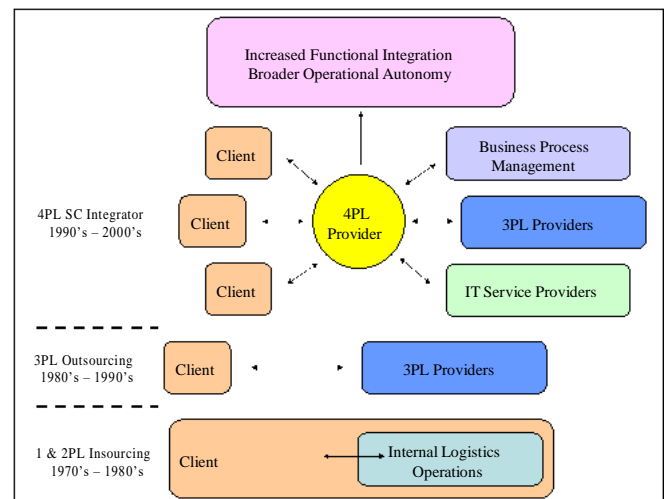 Increased Functional Integration
Broader Operational Autonomy
Client
Business Process
Management
4PL SC Integrator
1990's – 2000's
Client
4PL
Provider
3PL Providers
Client
IT Service Providers
3PL Outsourcing
1980's – 1990's
Client
3PL Providers
1 & 2PL Insourcing
1970's – 1980's
Client
Internal Logistics
Operations